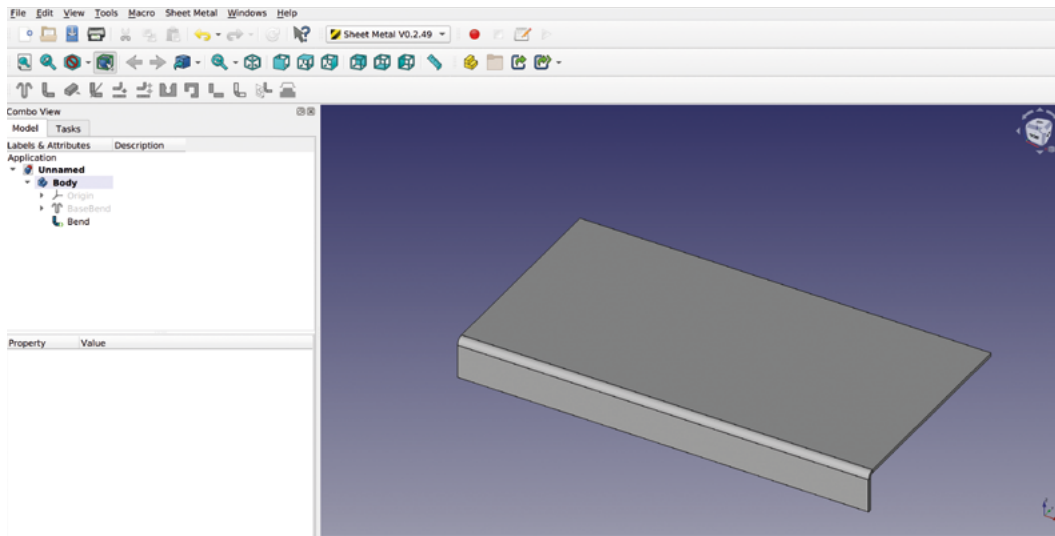 File Edit View Tools Macro Sheet Metal Windows Help
Sheet Metal V0.2.49
Combo View
Model Tasks
Labels & Attributes Description
Application
Unnamed
Body
Origin
BaseBend
Bend
Property Value